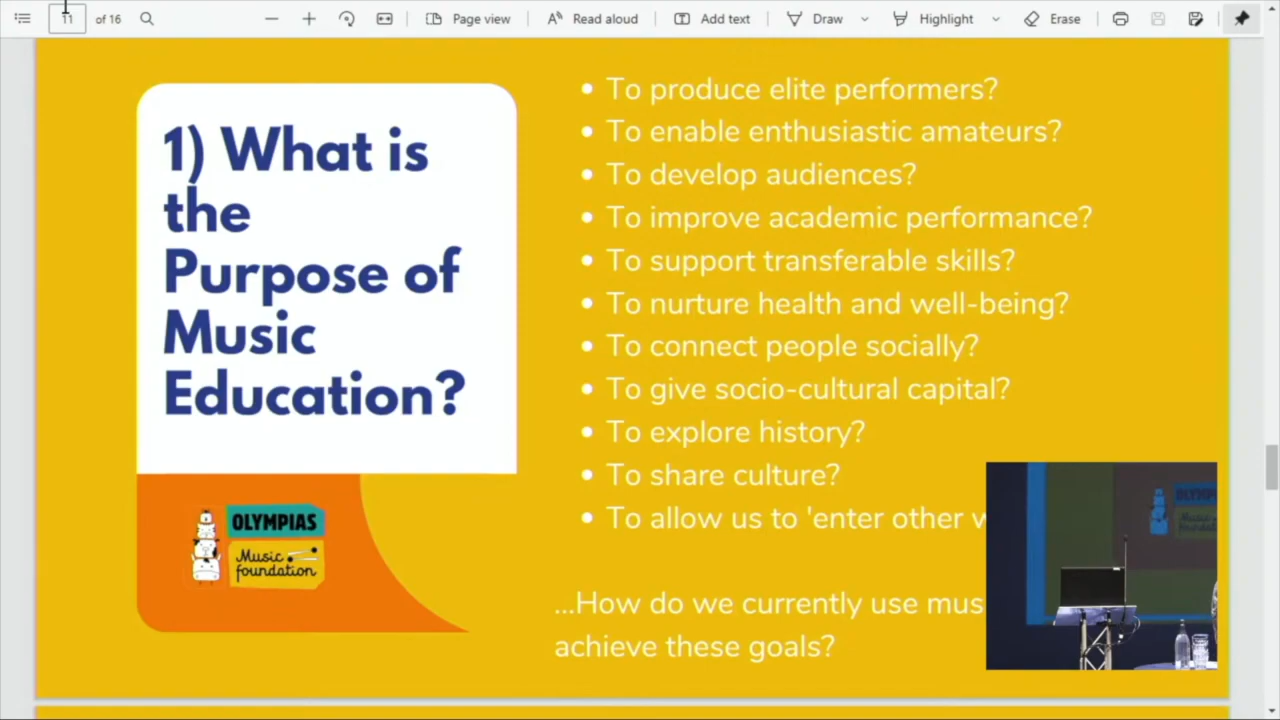 11 of 16
Page view
Read aloud
Add text
Draw
Highlight
Erase
1) What is
the
Purpose of
Music
Education?
OLYMPIAS
Music
foundation
To produce elite performers?
To enable enthusiastic amateurs?
To develop audiences?
To improve academic performance?
To support transferable skills?
To nurture health and well-being?
To connect people socially?
To give socio-cultural capital?
To explore history?
To share culture?
To allow us to 'enter other
...How do we currently use
achieve these goals?